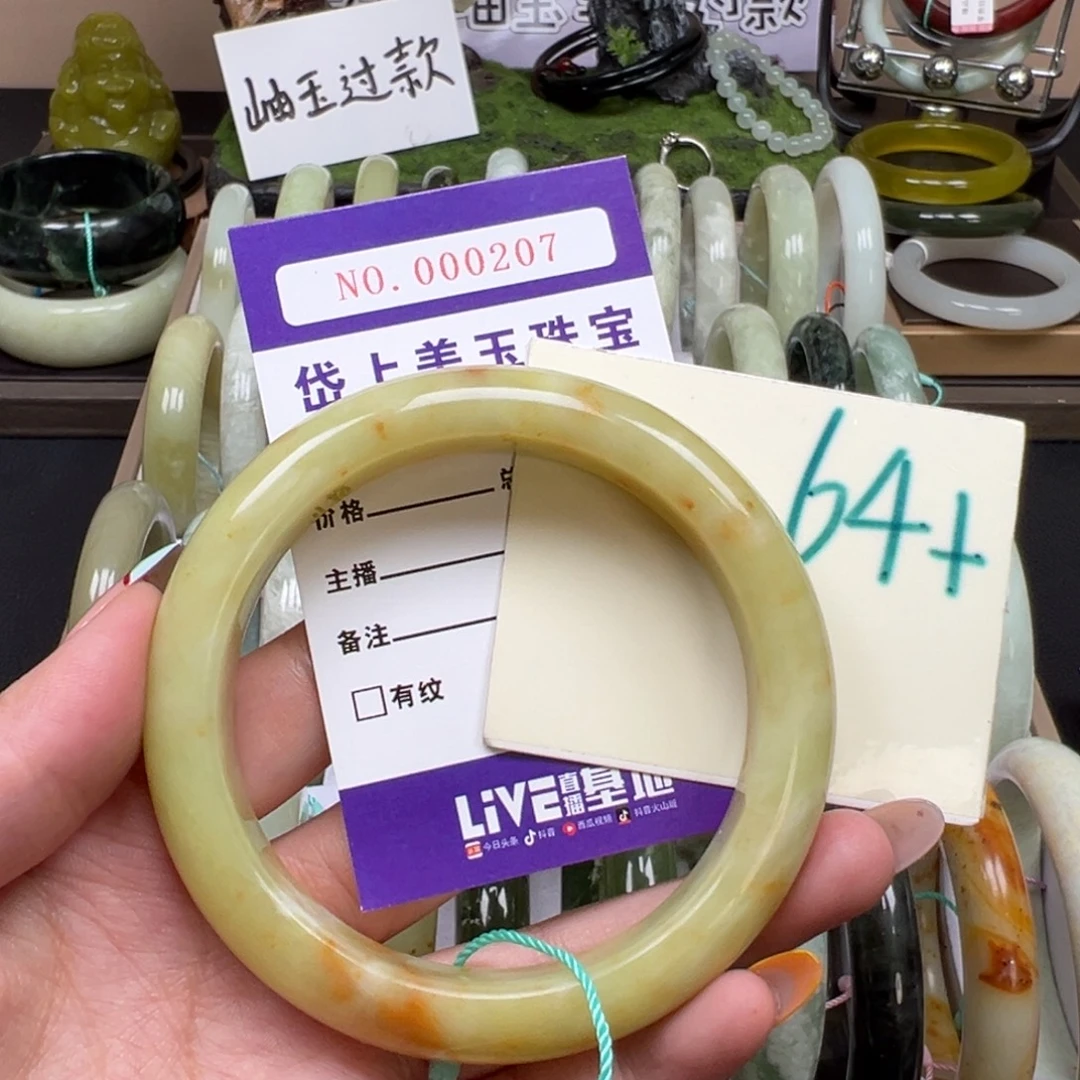 岫玉过款
NO.000207
岱上美玉珠宝
64+
价格
主播
备注
有纹
LiVE直播基地
今日头条 抖音 西瓜视频 抖音火山版